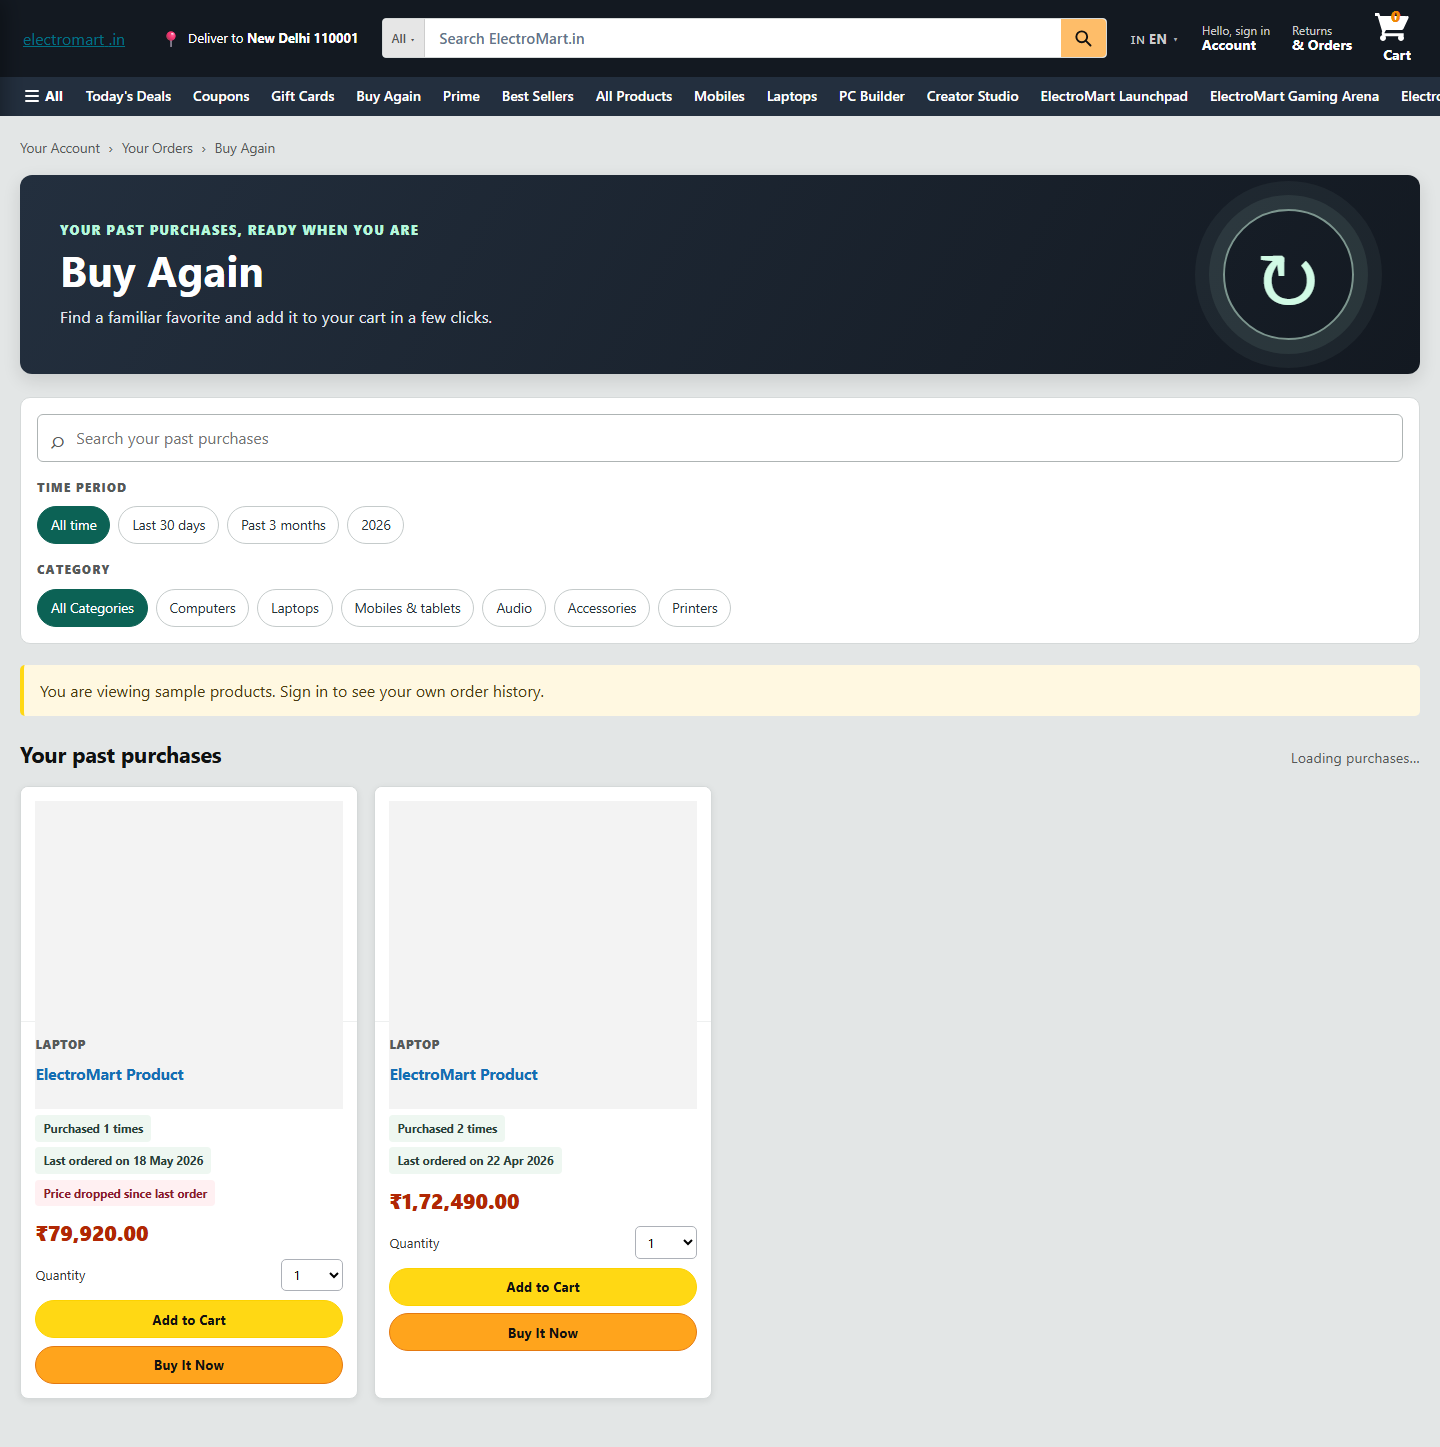 electromart .in
Deliver to New Delhi 110001
All
Search ElectroMart.in
IN EN
Hello, sign in
Account
Returns
& Orders
0
Cart
All
Today's Deals
Coupons
Gift Cards
Buy Again
Prime
Best Sellers
All Products
Mobiles
Laptops
PC Builder
Creator Studio
ElectroMart Launchpad
ElectroMart Gaming Arena
Electro
Your Account › Your Orders › Buy Again
YOUR PAST PURCHASES, READY WHEN YOU ARE
Buy Again
Find a familiar favorite and add it to your cart in a few clicks.
Search your past purchases
TIME PERIOD
All time
Last 30 days
Past 3 months
2026
CATEGORY
All Categories
Computers
Laptops
Mobiles & tablets
Audio
Accessories
Printers
You are viewing sample products. Sign in to see your own order history.
Your past purchases
Loading purchases...
LAPTOP
ElectroMart Product
Purchased 1 times
Last ordered on 18 May 2026
Price dropped since last order
₹79,920.00
Quantity
1
Add to Cart
Buy It Now
LAPTOP
ElectroMart Product
Purchased 2 times
Last ordered on 22 Apr 2026
₹1,72,490.00
Quantity
1
Add to Cart
Buy It Now